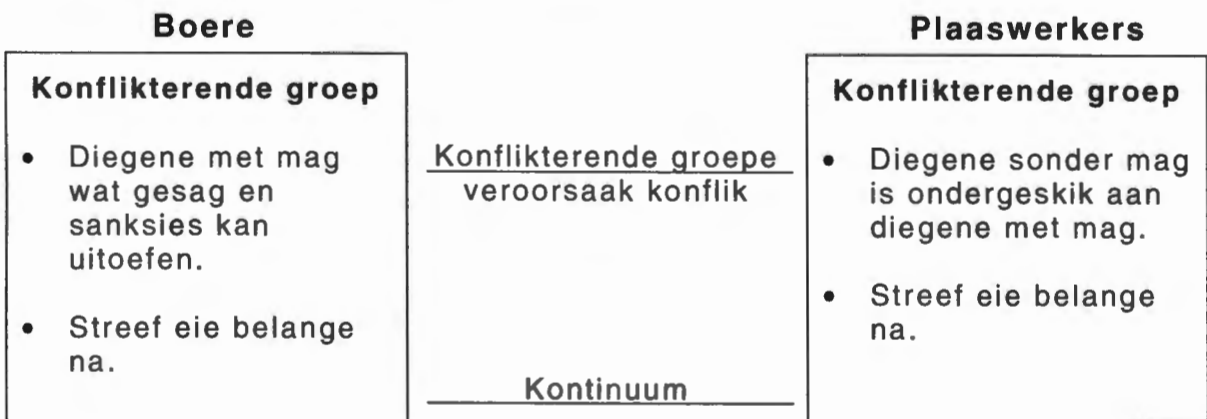 Boere
Konflikterende groep
• Diegene met mag
wat gesag en
sanksies kan
uitoefen.
• Streef eie belange
na.
Konflikterende groepe
veroorsaak konflik
Kontinuum
Plaaswerkers
Konflikterende groep
• Diegene sonder mag
is ondergeskik aan
diegene met mag.
• Streef eie belange
na.